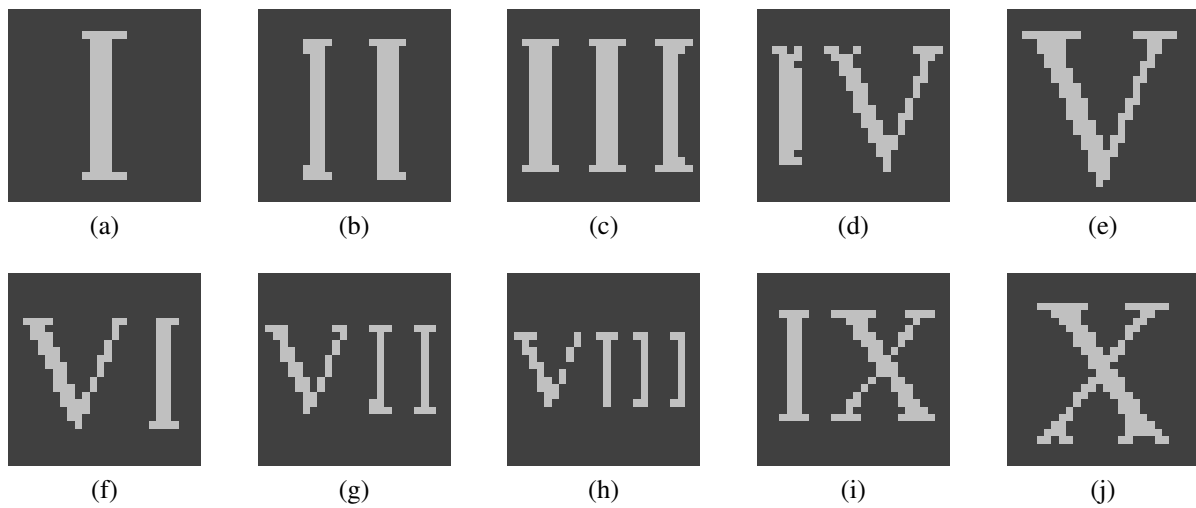 I II III IV V
(a) (b) (c) (d) (e)
VI VII VIII IX X
(f) (g) (h) (i) (j)